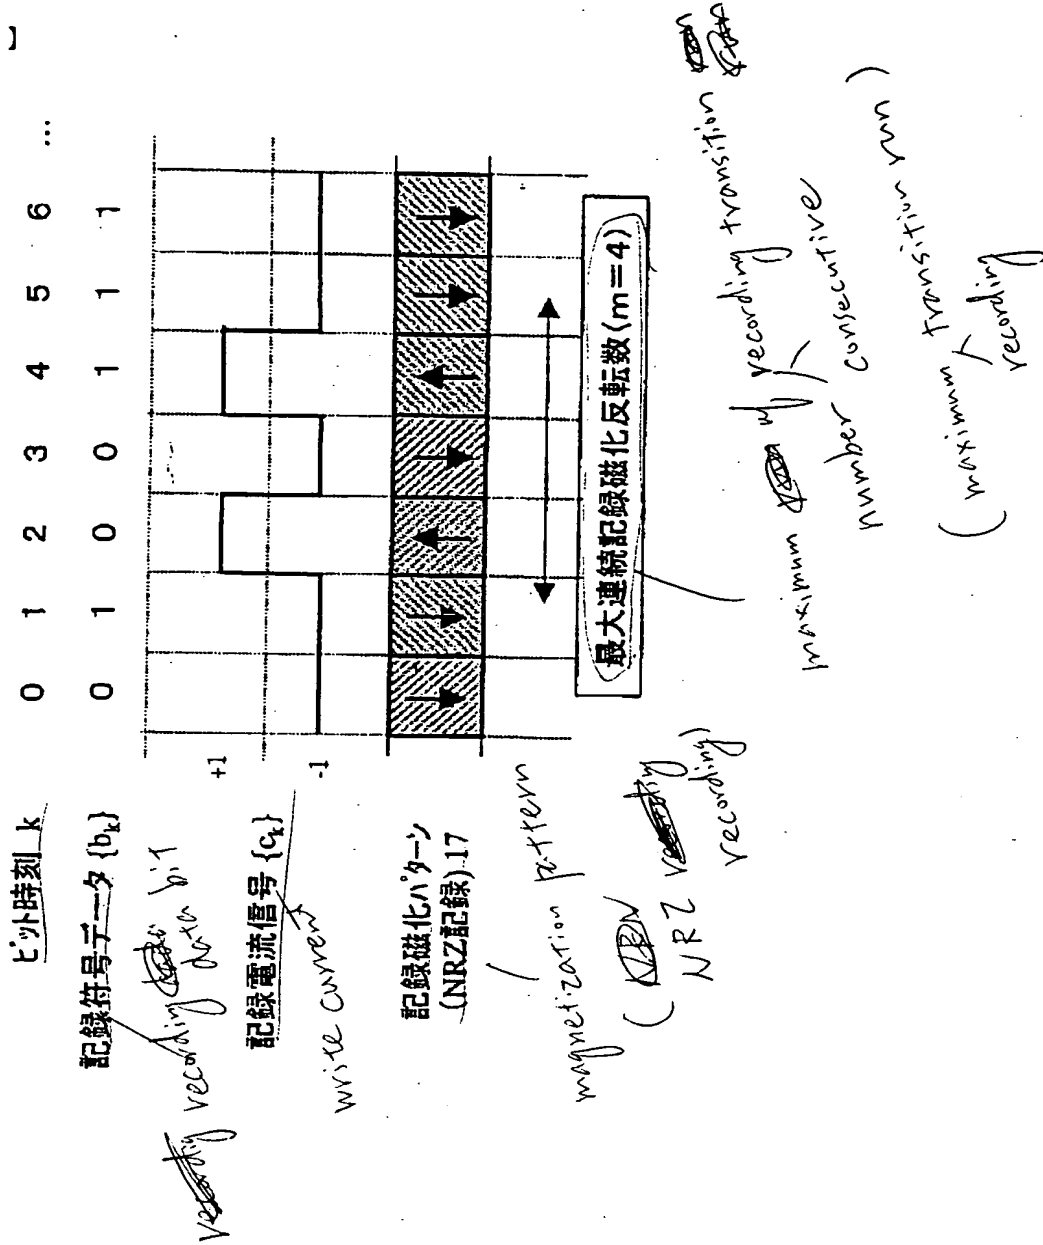 】
ビット時刻 k 0 1 2 3 4 5 6 …
記録符号データ {bk} 0 1 0 0 1 1 1
recording data bit
+1
記録電流信号 {ck}
-1
write current
記録磁化パターン
(NRZ記録) 17
magnetization pattern
( NRZ recording)
最大連続記録磁化反転数(m=4)
maximum number of consecutive recording transition
(maximum recording transition run)